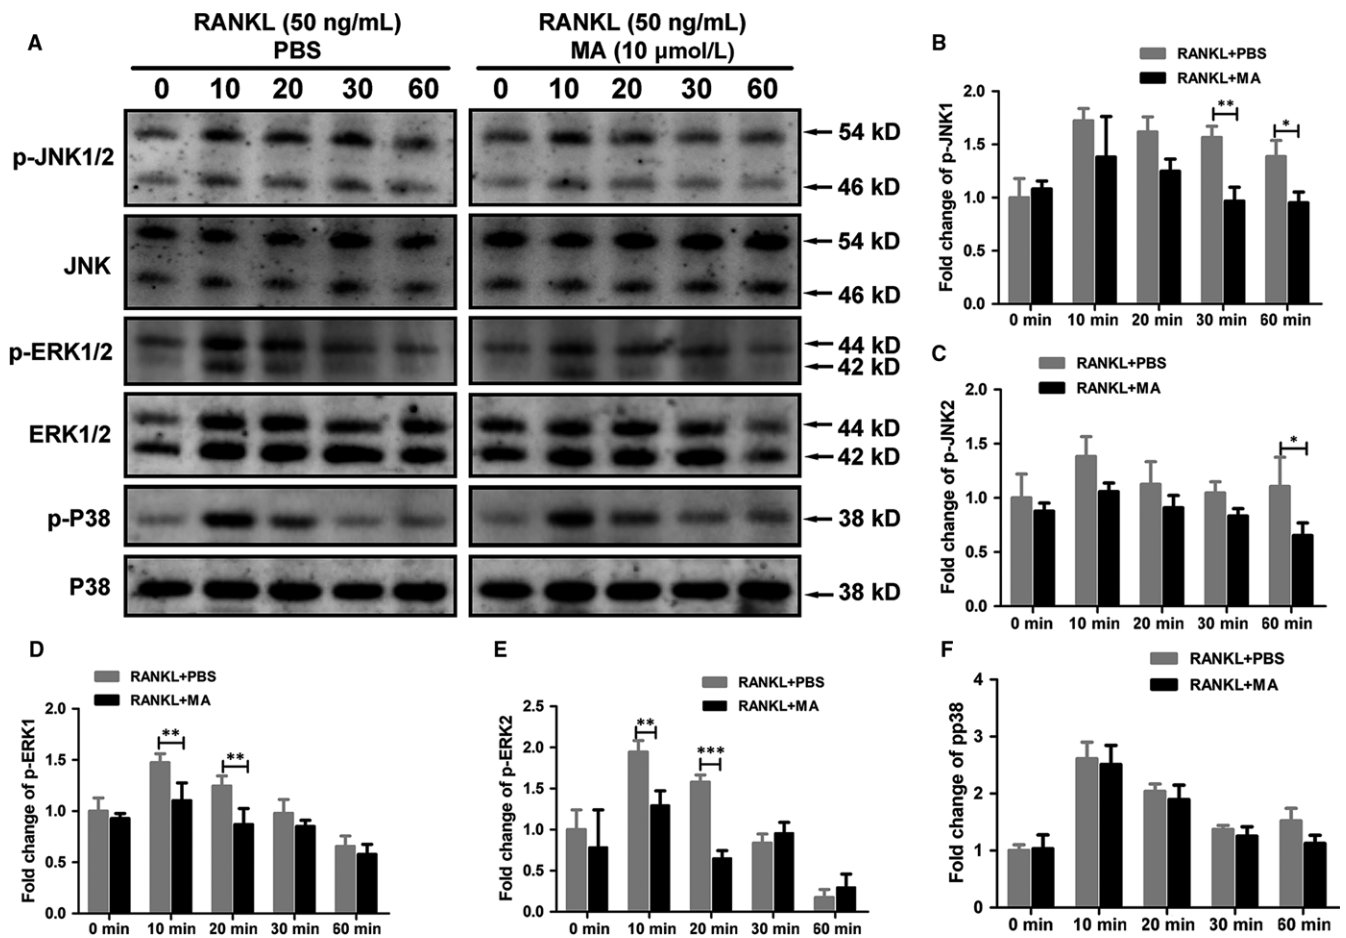 A
RANKL (50 ng/mL)
PBS
RANKL (50 ng/mL)
MA (10 µmol/L)
0 10 20 30 60
0 10 20 30 60
p-JNK1/2
54 kD
46 kD
JNK
54 kD
46 kD
p-ERK1/2
44 kD
42 kD
ERK1/2
44 kD
42 kD
p-P38
38 kD
P38
38 kD
B
RANKL+PBS
RANKL+MA
Fold change of p-JNK1
2.0
1.5
1.0
0.5
0.0
** *
0 min 10 min 20 min 30 min 60 min
C
RANKL+PBS
RANKL+MA
Fold change of p-JNK2
2.0
1.5
1.0
0.5
0.0
*
0 min 10 min 20 min 30 min 60 min
D
RANKL+PBS
RANKL+MA
Fold change of p-ERK1
2.0
1.5
1.0
0.5
0.0
** **
0 min 10 min 20 min 30 min 60 min
E
RANKL+PBS
RANKL+MA
Fold change of p-ERK2
2.5
2.0
1.5
1.0
0.5
0.0
** ***
0 min 10 min 20 min 30 min 60 min
F
RANKL+PBS
RANKL+MA
Fold change of pp38
4
3
2
1
0
0 min 10 min 20 min 30 min 60 min